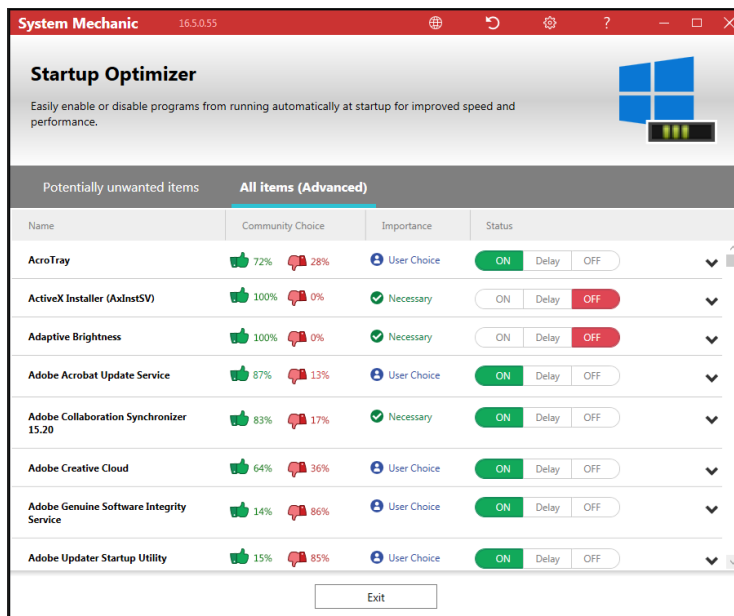 System Mechanic 16.5.0.55 ?
Startup Optimizer
Easily enable or disable programs from running automatically at startup for improved speed and
performance.
Potentially unwanted items All items (Advanced)
Name Community Choice Importance Status
AcroTray 72% 28% User Choice ON Delay OFF
ActiveX Installer (AxInstSV) 100% 0% Necessary ON Delay OFF
Adaptive Brightness 100% 0% Necessary ON Delay OFF
Adobe Acrobat Update Service 87% 13% User Choice ON Delay OFF
Adobe Collaboration Synchronizer
15.20 83% 17% Necessary ON Delay OFF
Adobe Creative Cloud 64% 36% User Choice ON Delay OFF
Adobe Genuine Software Integrity
Service 14% 86% User Choice ON Delay OFF
Adobe Updater Startup Utility 15% 85% User Choice ON Delay OFF
Exit